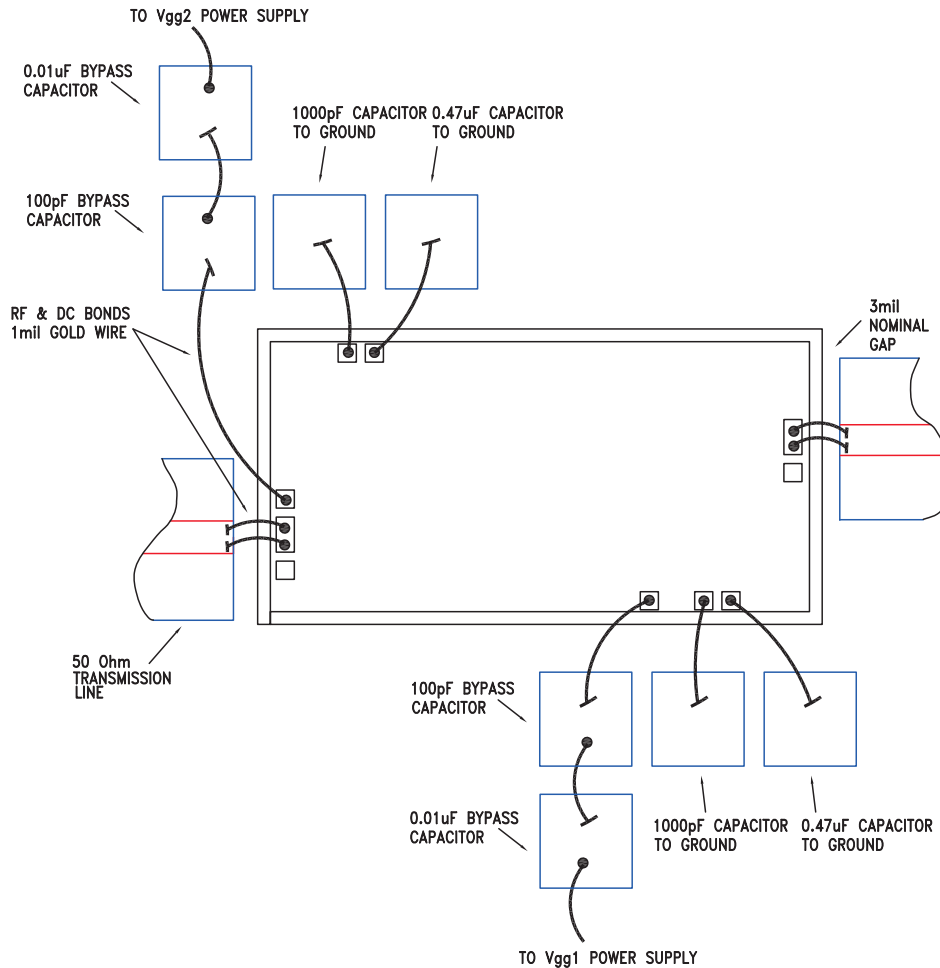 TO Vgg2 POWER SUPPLY
0.01uF BYPASS
CAPACITOR
1000pF CAPACITOR
TO GROUND
0.47uF CAPACITOR
TO GROUND
100pF BYPASS
CAPACITOR
RF & DC BONDS
1mil GOLD WIRE
3mil
NOMINAL
GAP
50 Ohm
TRANSMISSION
LINE
100pF BYPASS
CAPACITOR
0.01uF BYPASS
CAPACITOR
1000pF CAPACITOR
TO GROUND
0.47uF CAPACITOR
TO GROUND
TO Vgg1 POWER SUPPLY